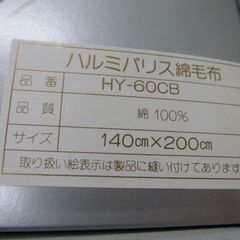 ハルミパリス綿毛布
品番 HY-60CB
品質 綿 100%
サイズ 140cm×200cm
取り扱い絵表示は製品に縫い付けてあります